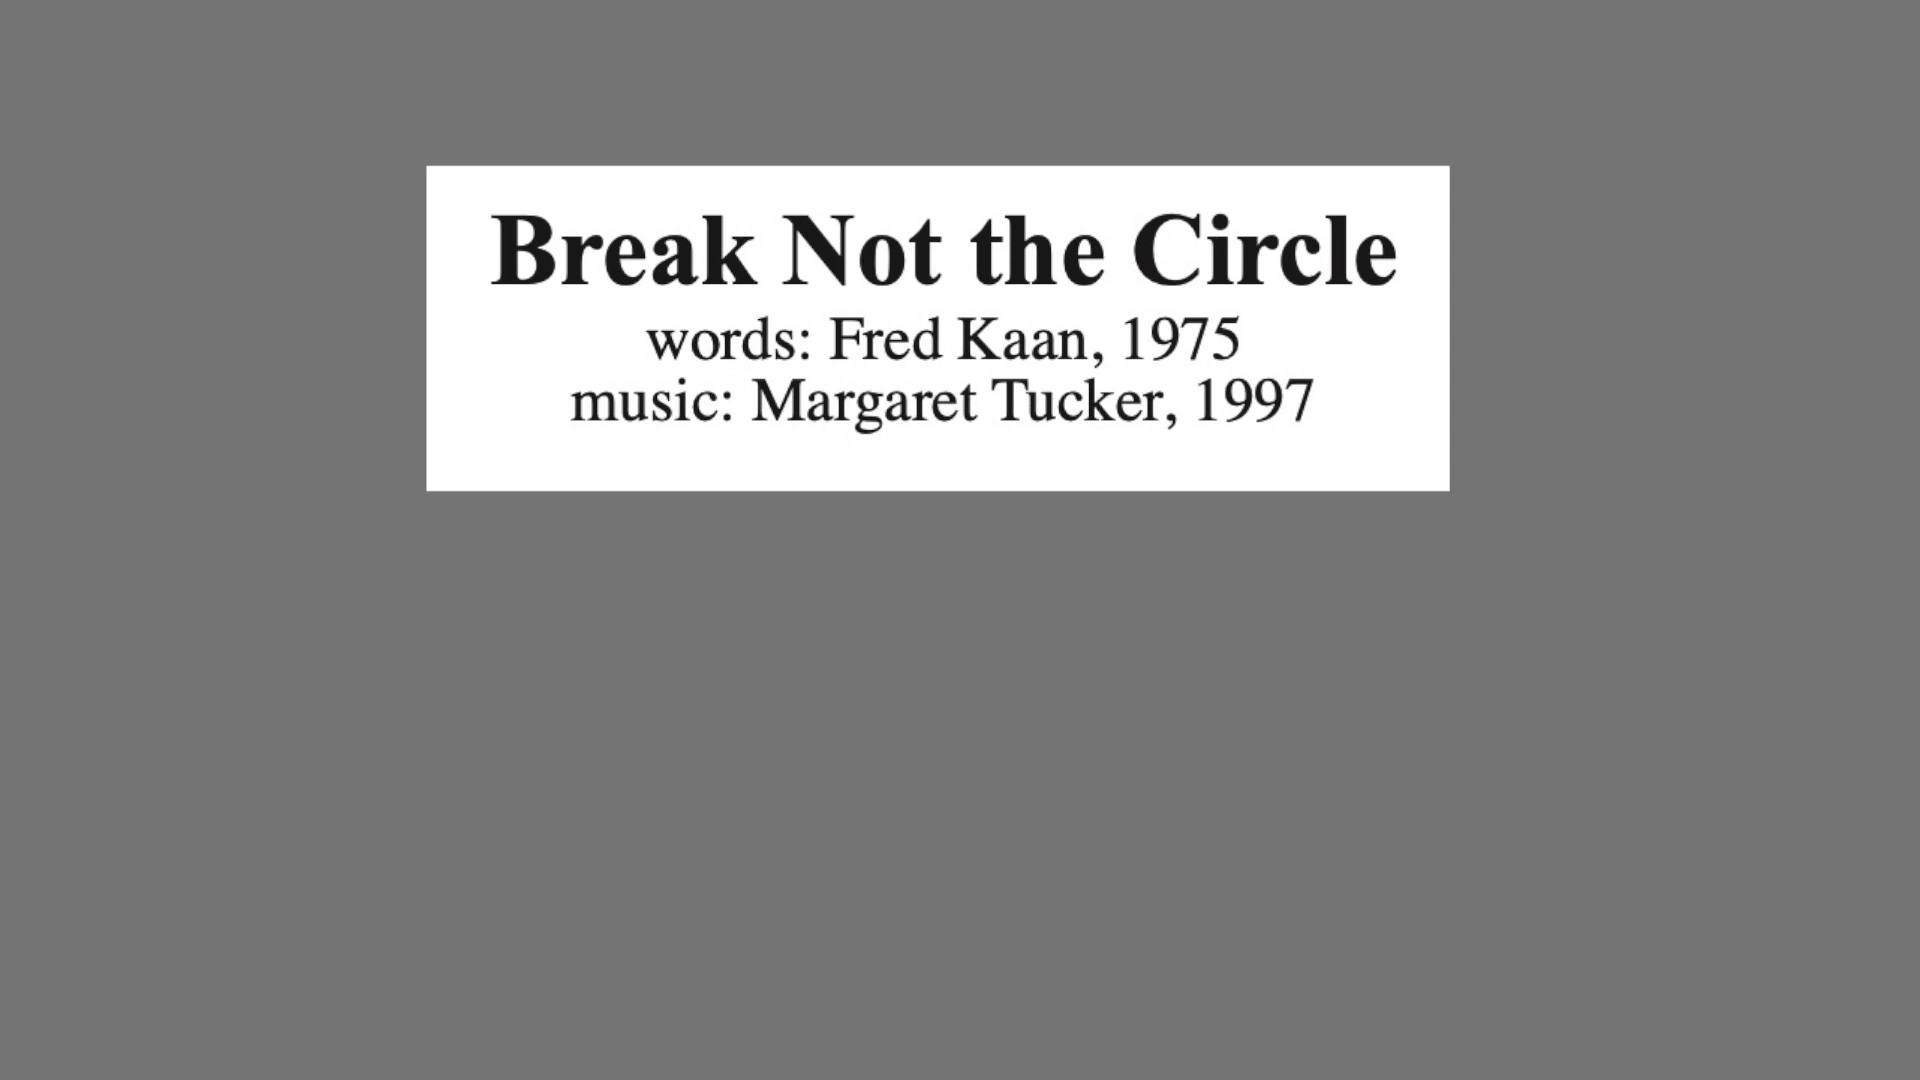 Break Not the Circle
words: Fred Kaan, 1975
music: Margaret Tucker, 1997